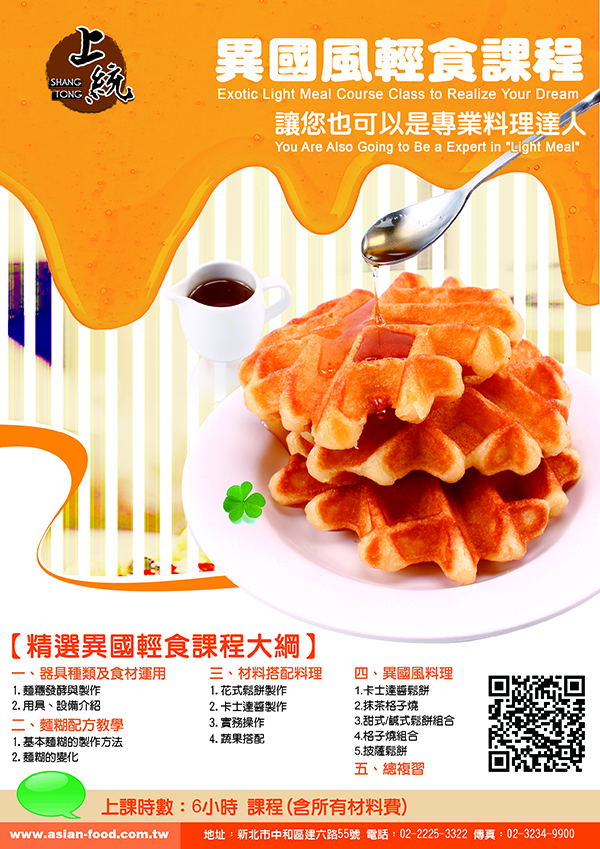 上統
SHANG
TONG
異國風輕食課程
Exotic Light Meal Course Class to Realize Your Dream
讓您也可以是專業料理達人
You Are Also Going to Be a Expert in "Light Meal"
【精選異國輕食課程大綱】
一、器具種類及食材運用
1. 麵糰發酵與製作
2. 用具、設備介紹
二、麵糊配方教學
1. 基本麵糊的製作方法
2. 麵糊的變化
三、材料搭配料理
1. 花式鬆餅製作
2. 卡士達醬製作
3. 實務操作
4. 蔬果搭配
四、異國風料理
1.卡士達醬鬆餅
2.抹茶格子燒
3.甜式/鹹式鬆餅組合
4.格子燒組合
5.披薩鬆餅
五、總複習
上課時數：6小時 課程(含所有材料費)
www.asian-food.com.tw
地址：新北市中和區建六路55號 電話：02-2225-3322 傳真：02-3234-9900